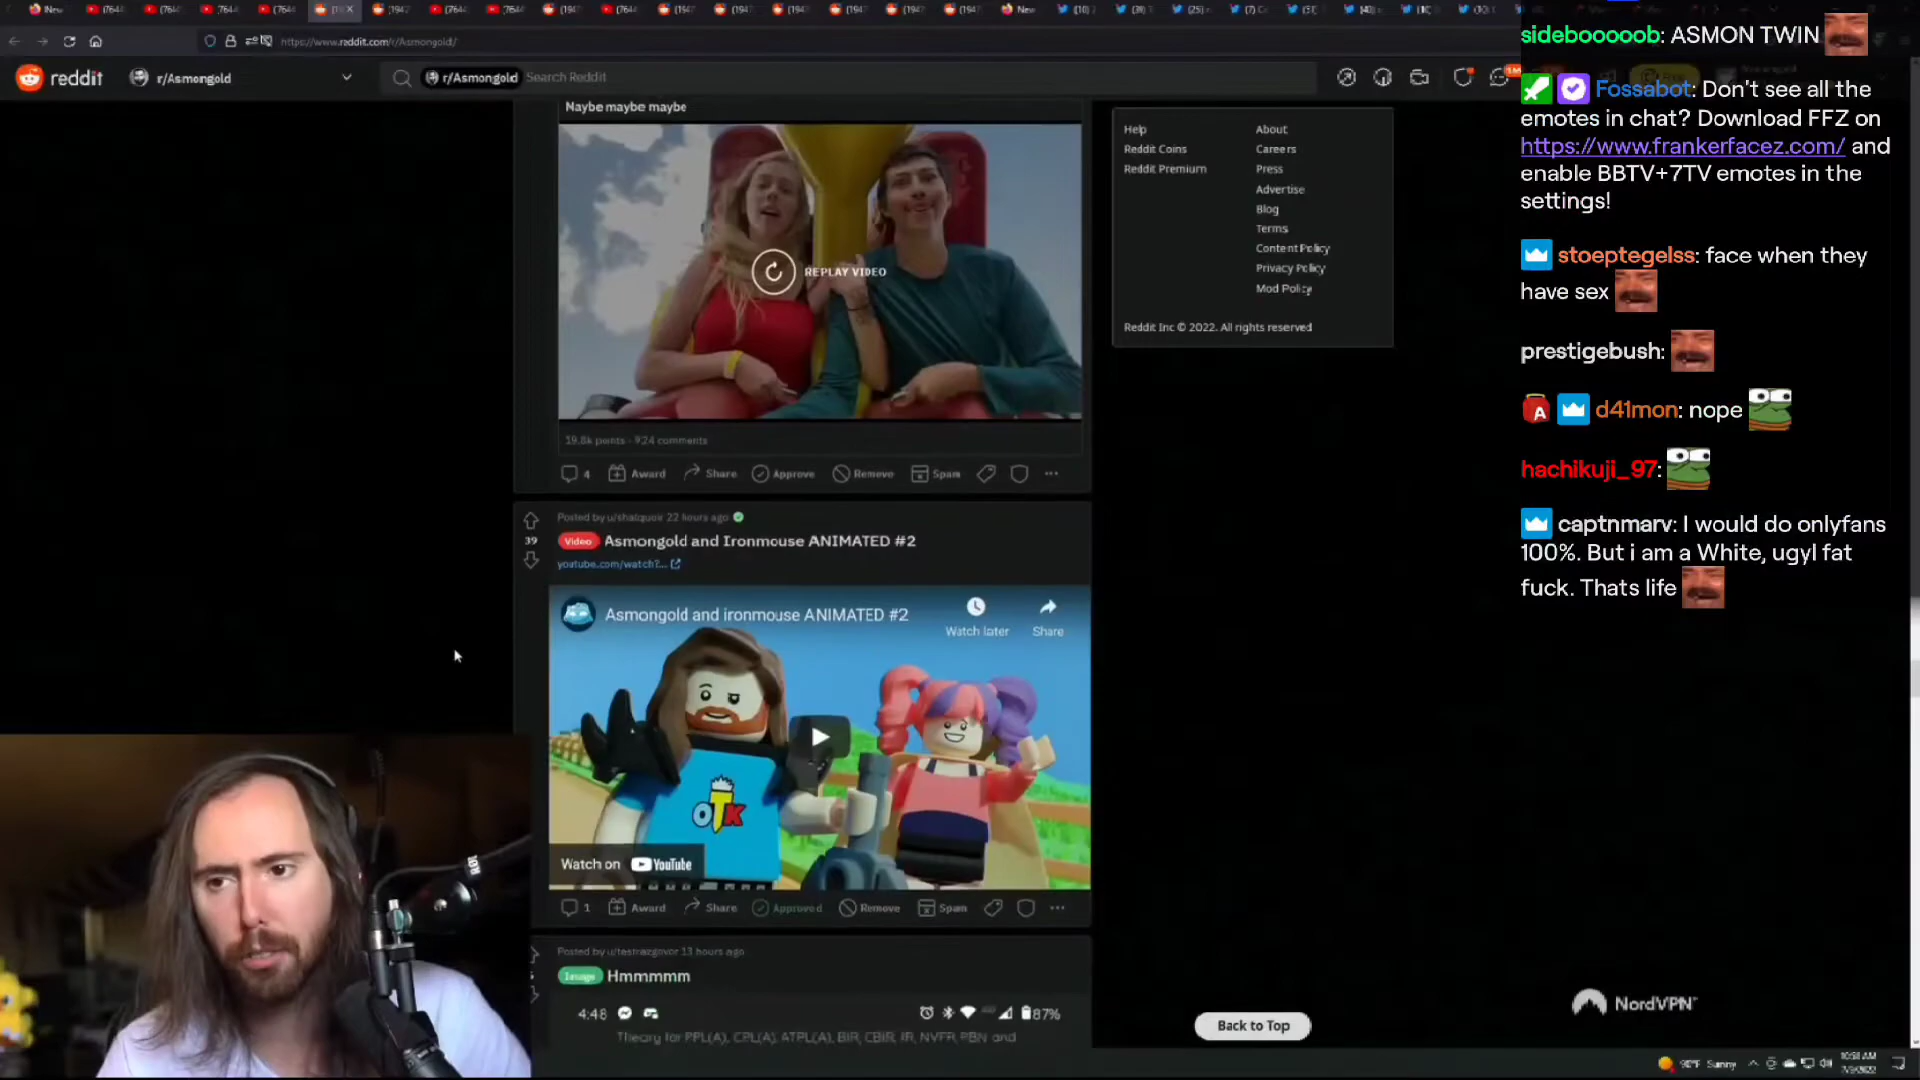 https://www.reddit.com/r/Asmongold/
reddit
r/Asmongold
r/Asmongold
Search Reddit
Naybe maybe maybe
REPLAY VIDEO
19.8k points - 924 comments
4
Award
Share
Approve
Remove
Spam
Posted by u/shalquoir 22 hours ago
39
Video
Asmongold and Ironmouse ANIMATED #2
youtube.com/watch?...
Asmongold and ironmouse ANIMATED #2
Watch later
Share
OTK
Watch on YouTube
1
Award
Share
Approved
Remove
Spam
13 hours ago
Image
Hmmmmm
4:48
87%
Theory for PPL(A), CPL(A), ATPL(A), BIR, CBIR, IR, NVFR, PBN and
Help
Reddit Coins
Reddit Premium
About
Careers
Press
Advertise
Blog
Terms
Content Policy
Privacy Policy
Mod Policy
Reddit Inc © 2022. All rights reserved
Back to Top
sidebooooob: ASMON TWIN
Fossabot: Don't see all the
emotes in chat? Download FFZ on
https://www.frankerfacez.com/ and
enable BBTV+7TV emotes in the
settings!
stoeptegelss: face when they
have sex
prestigebush:
d41mon: nope
hachikuji_97:
captnmarv: I would do onlyfans
100%. But i am a White, ugyl fat
fuck. Thats life
NordVPN
Sunny